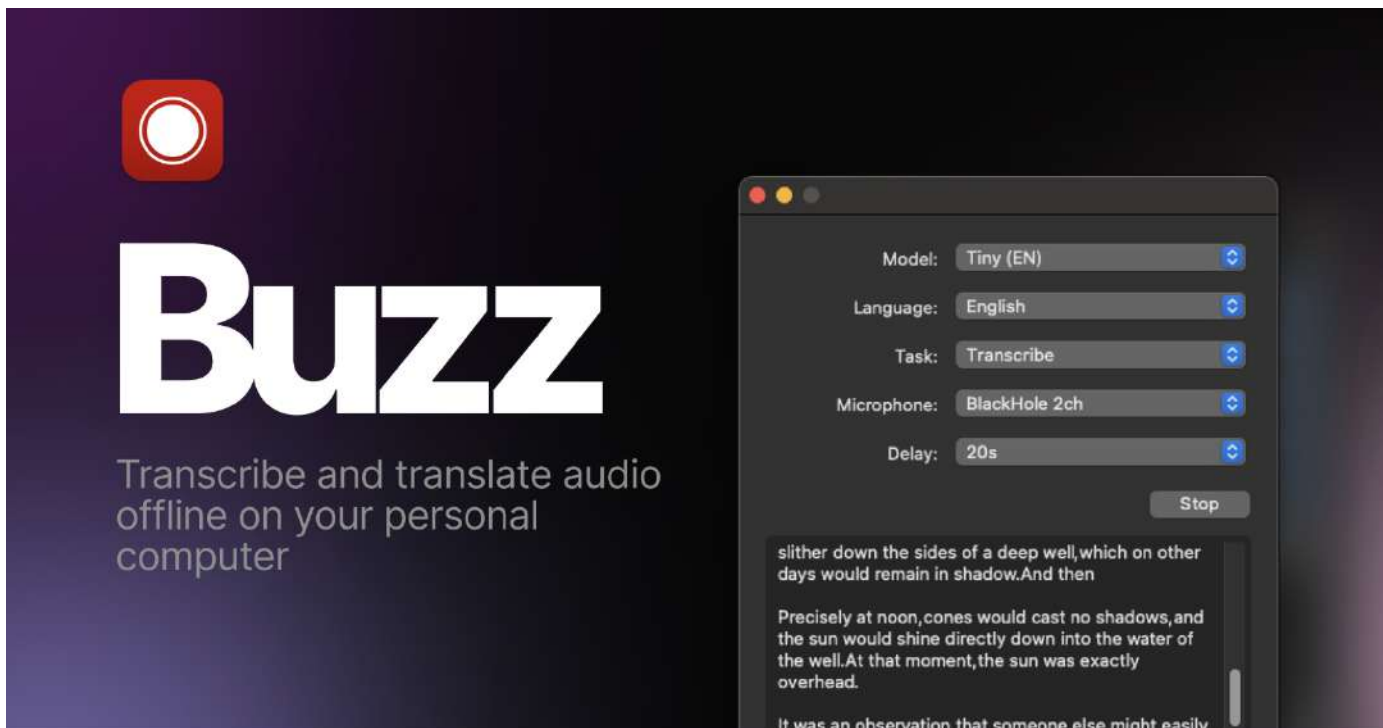 Buzz
Transcribe and translate audio
offline on your personal
computer
Model: Tiny (EN)
Language: English
Task: Transcribe
Microphone: BlackHole 2ch
Delay: 20s
Stop
slither down the sides of a deep well,which on other
days would remain in shadow.And then
Precisely at noon,cones would cast no shadows,and
the sun would shine directly down into the water of
the well.At that moment,the sun was exactly
overhead.
It was an observation that someone else might easily